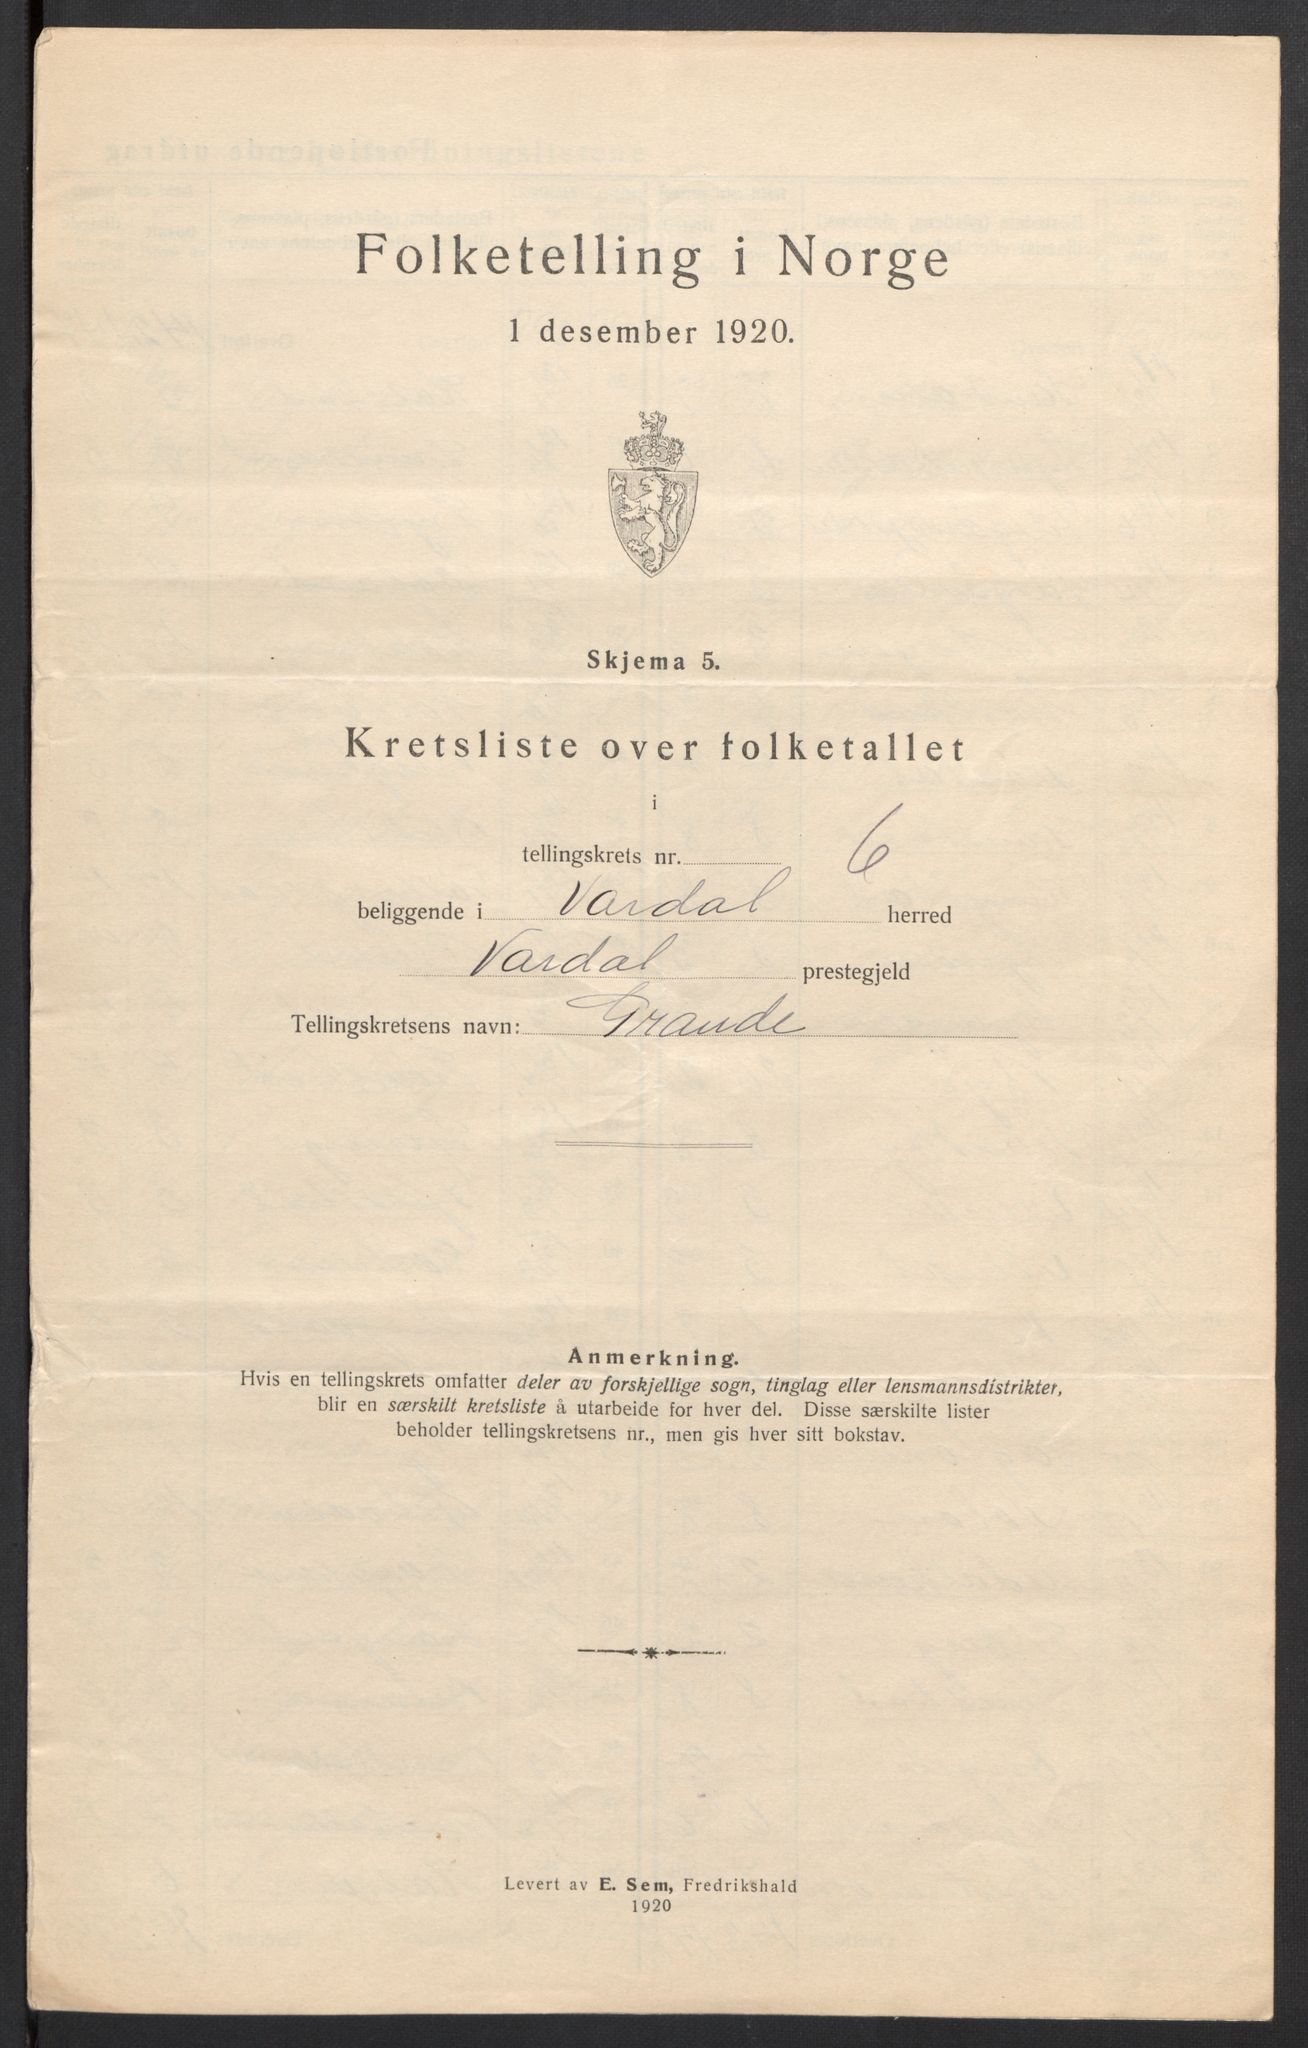 Folketelling i Norge
1 desember 1920.
Skjema 5.
Kretsliste over folketallet
i
tellingskrets nr. 6
beliggende i Vardal herred
Vardal prestegjeld
Tellingskretsens navn: Grande
Anmerkning.
Hvis en tellingskrets omfatter deler av forskjellige sogn, tinglag eller lensmannsdistrikter,
blir en særskilt kretsliste å utarbeide for hver del. Disse særskilte lister
beholder tellingskretsens nr., men gis hver sitt bokstav.
Levert av E. Sem, Fredrikshald
1920